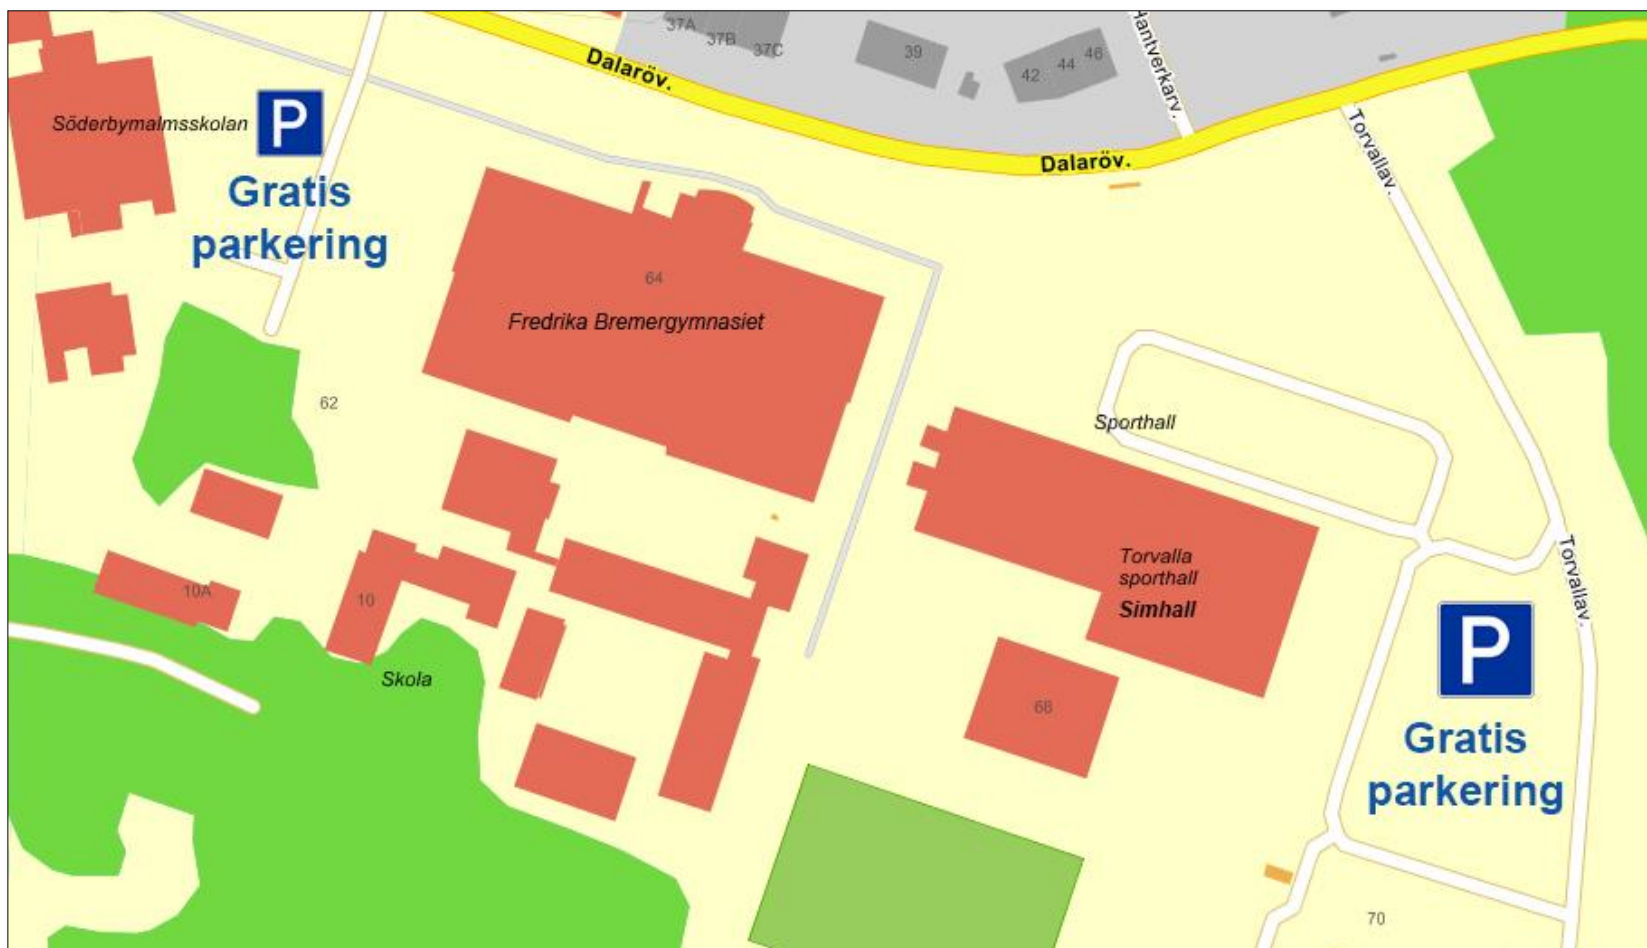 37A
37B
37C
39
42
44
46
Hantverkarv.
Dalaröv.
Dalaröv.
Torvallav.
Söderbymalmsskolan
P
Gratis
parkering
64
Fredrika Bremergymnasiet
62
Sporthall
Torvalla
sporthall
Simhall
Torvallav.
10A
10
Skola
68
P
Gratis
parkering
70